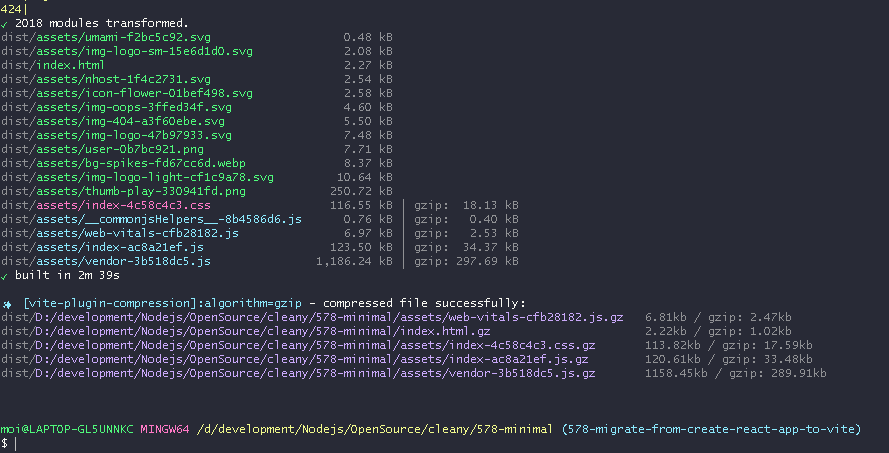 424|
✓ 2018 modules transformed.
dist/assets/umami-f2bc5c92.svg 0.48 kB
dist/assets/img-logo-sm-15e6d1d0.svg 2.08 kB
dist/index.html 2.27 kB
dist/assets/nhost-1f4c2731.svg 2.54 kB
dist/assets/icon-flower-01bef498.svg 2.58 kB
dist/assets/img-oops-3ffed34f.svg 4.60 kB
dist/assets/img-404-a3f60ebe.svg 5.50 kB
dist/assets/img-logo-47b97933.svg 7.48 kB
dist/assets/user-0b7bc921.png 7.71 kB
dist/assets/bg-spikes-fd67cc6d.webp 8.37 kB
dist/assets/img-logo-light-cf1c9a78.svg 10.64 kB
dist/assets/thumb-play-330941fd.png 250.72 kB
dist/assets/index-4c58c4c3.css 116.55 kB │ gzip: 18.13 kB
dist/assets/__commonjsHelpers__-8b4586d6.js 0.76 kB │ gzip: 0.40 kB
dist/assets/web-vitals-cfb28182.js 6.97 kB │ gzip: 2.53 kB
dist/assets/index-ac8a21ef.js 123.50 kB │ gzip: 34.37 kB
dist/assets/vendor-3b518dc5.js 1,186.24 kB │ gzip: 297.69 kB
✓ built in 2m 39s
[vite-plugin-compression]:algorithm=gzip - compressed file successfully:
dist/D:/development/Nodejs/OpenSource/cleany/578-minimal/assets/web-vitals-cfb28182.js.gz 6.81kb / gzip: 2.47kb
dist/D:/development/Nodejs/OpenSource/cleany/578-minimal/index.html.gz 2.22kb / gzip: 1.02kb
dist/D:/development/Nodejs/OpenSource/cleany/578-minimal/assets/index-4c58c4c3.css.gz 113.82kb / gzip: 17.59kb
dist/D:/development/Nodejs/OpenSource/cleany/578-minimal/assets/index-ac8a21ef.js.gz 120.61kb / gzip: 33.48kb
dist/D:/development/Nodejs/OpenSource/cleany/578-minimal/assets/vendor-3b518dc5.js.gz 1158.45kb / gzip: 289.91kb
moi@LAPTOP-GL5UNNKC MINGW64 /d/development/Nodejs/OpenSource/cleany/578-minimal (578-migrate-from-create-react-app-to-vite)
$